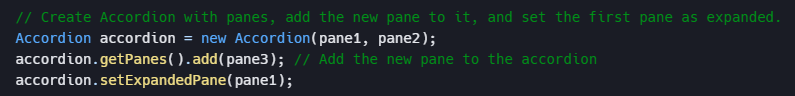 // Create Accordion with panes, add the new pane to it, and set the first pane as expanded.
Accordion accordion = new Accordion(pane1, pane2);
accordion.getPanes().add(pane3); // Add the new pane to the accordion
accordion.setExpandedPane(pane1);